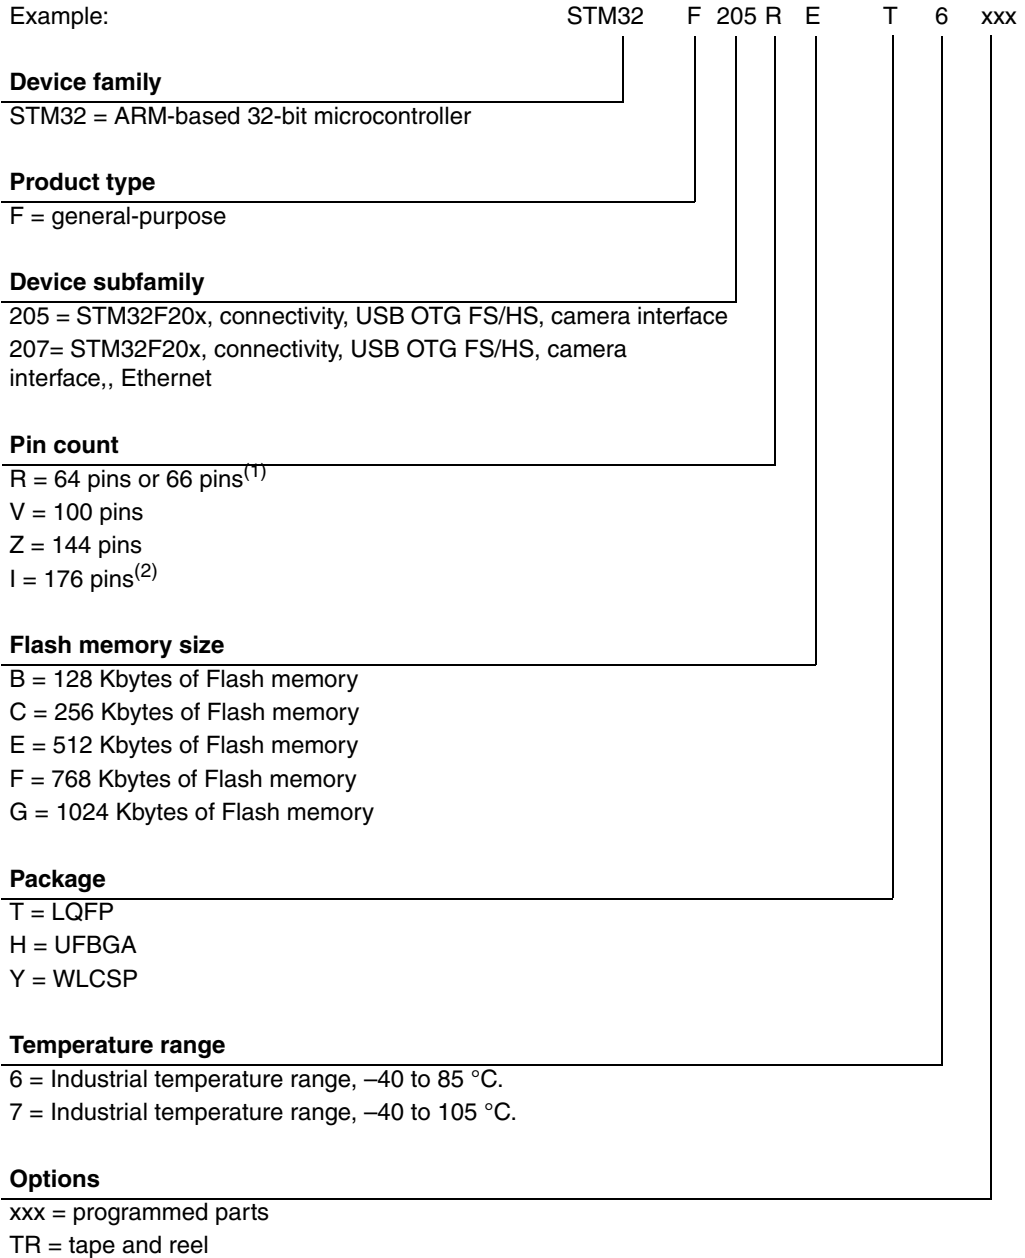 Example: STM32 F 205 R E T 6 xxx
Device family
STM32 = ARM-based 32-bit microcontroller
Product type
F = general-purpose
Device subfamily
205 = STM32F20x, connectivity, USB OTG FS/HS, camera interface
207= STM32F20x, connectivity, USB OTG FS/HS, camera
interface,, Ethernet
Pin count
R = 64 pins or 66 pins(1)
V = 100 pins
Z = 144 pins
I = 176 pins(2)
Flash memory size
B = 128 Kbytes of Flash memory
C = 256 Kbytes of Flash memory
E = 512 Kbytes of Flash memory
F = 768 Kbytes of Flash memory
G = 1024 Kbytes of Flash memory
Package
T = LQFP
H = UFBGA
Y = WLCSP
Temperature range
6 = Industrial temperature range, –40 to 85 °C.
7 = Industrial temperature range, –40 to 105 °C.
Options
xxx = programmed parts
TR = tape and reel